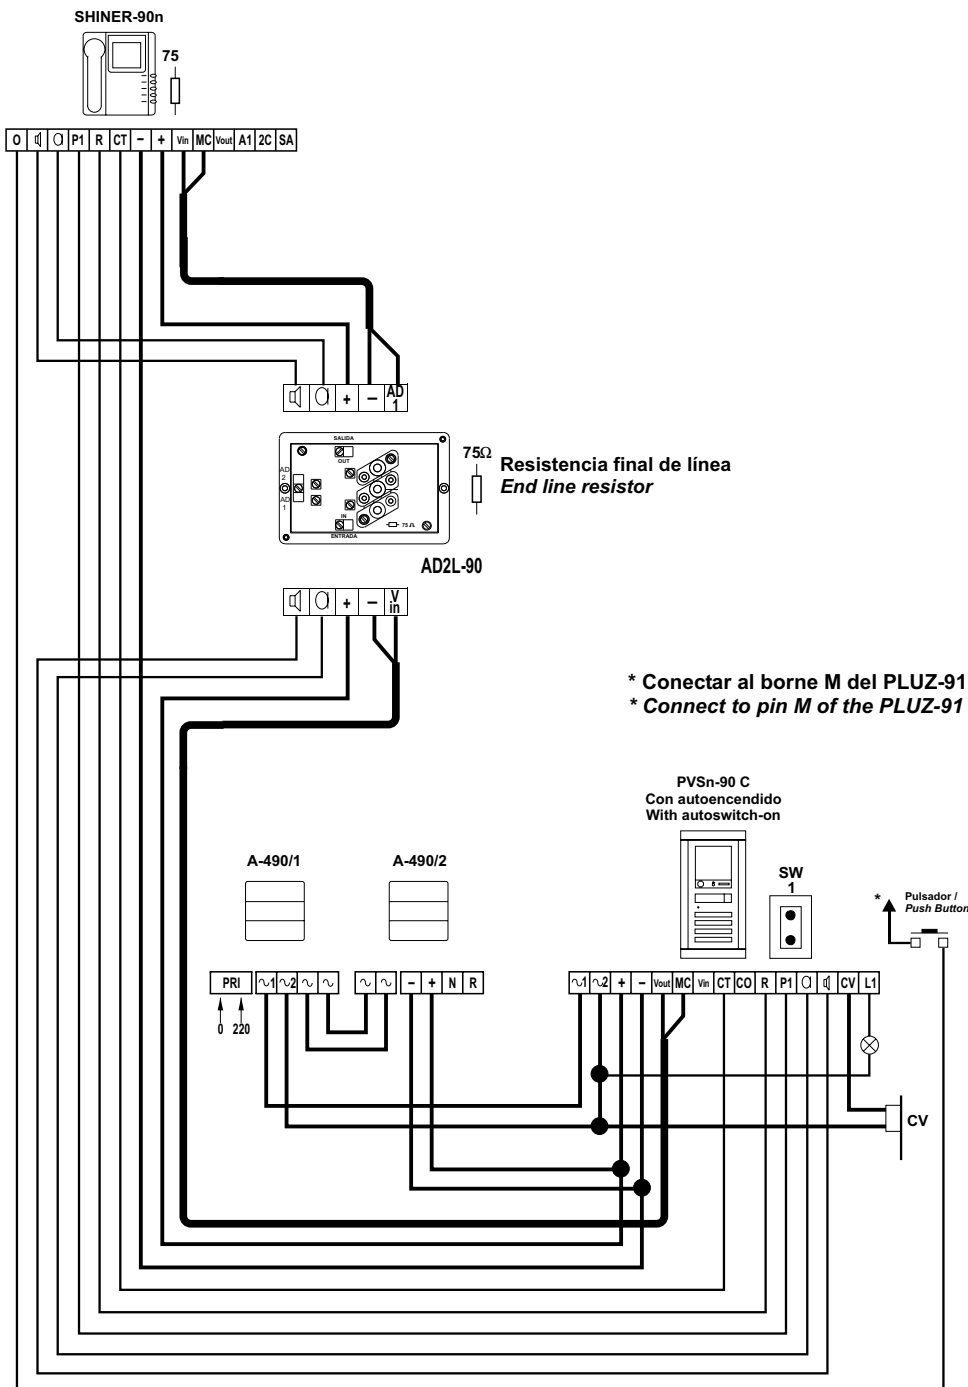 SHINER-90n
75
O P1 R CT – + Vin MC Vout A1 2C SA
+ – AD 1
SALIDA
OUT
AD 2
AD 1
IN
75 Ω
ENTRADA
75Ω
Resistencia final de línea
End line resistor
AD2L-90
+ – V in
* Conectar al borne M del PLUZ-91
* Connect to pin M of the PLUZ-91
PVSn-90 C
Con autoencendido
With autoswitch-on
A-490/1
A-490/2
SW
1
*
Pulsador /
Push Button
PRI ~1 ~2 ~ ~
~ ~ – + N R
~1 ~2 + – Vout MC Vin CT CO R P1 CV L1
0 220
CV